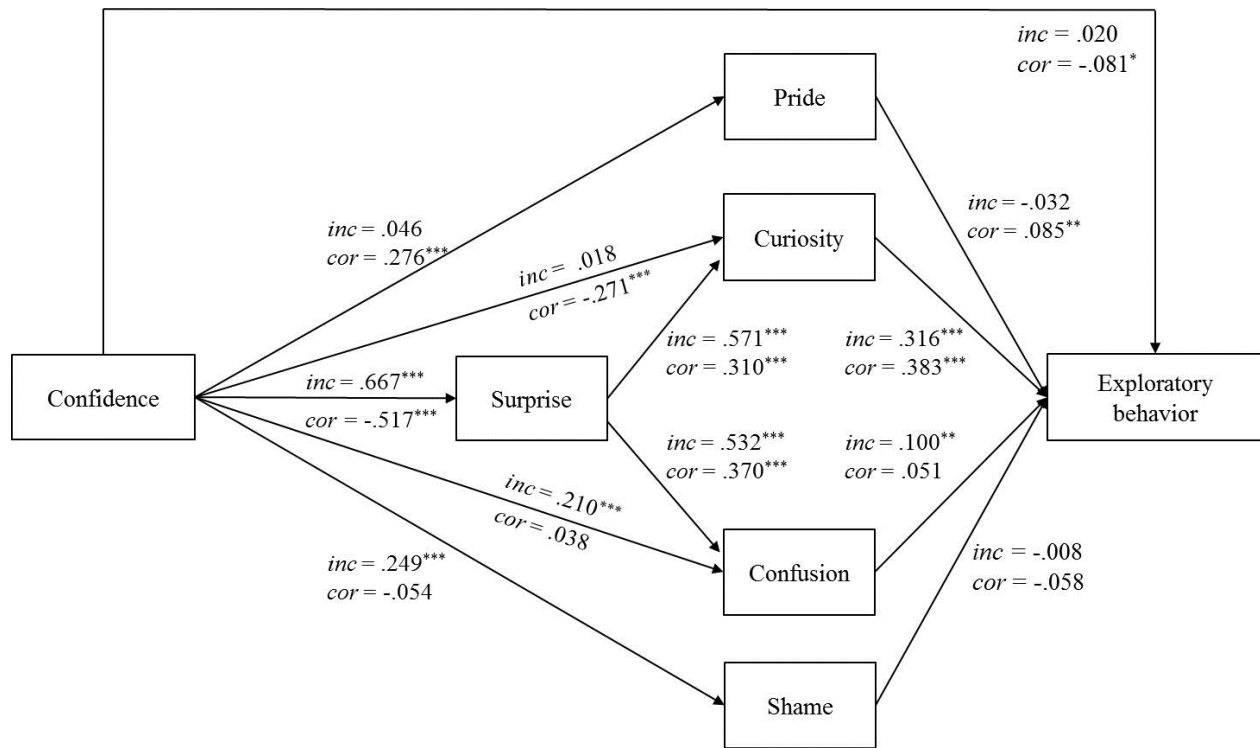 inc = .020
cor = -.081*
Pride
inc = -.032
cor = .085**
inc = .046
cor = .276***
Curiosity
inc = .018
cor = -.271***
inc = .571***
cor = .310***
inc = .316***
cor = .383***
Confidence
inc = .667***
cor = -.517***
Surprise
Exploratory
behavior
inc = .532***
cor = .370***
inc = .100**
cor = .051
inc = .210***
cor = .038
Confusion
inc = .249***
cor = -.054
inc = -.008
cor = -.058
Shame